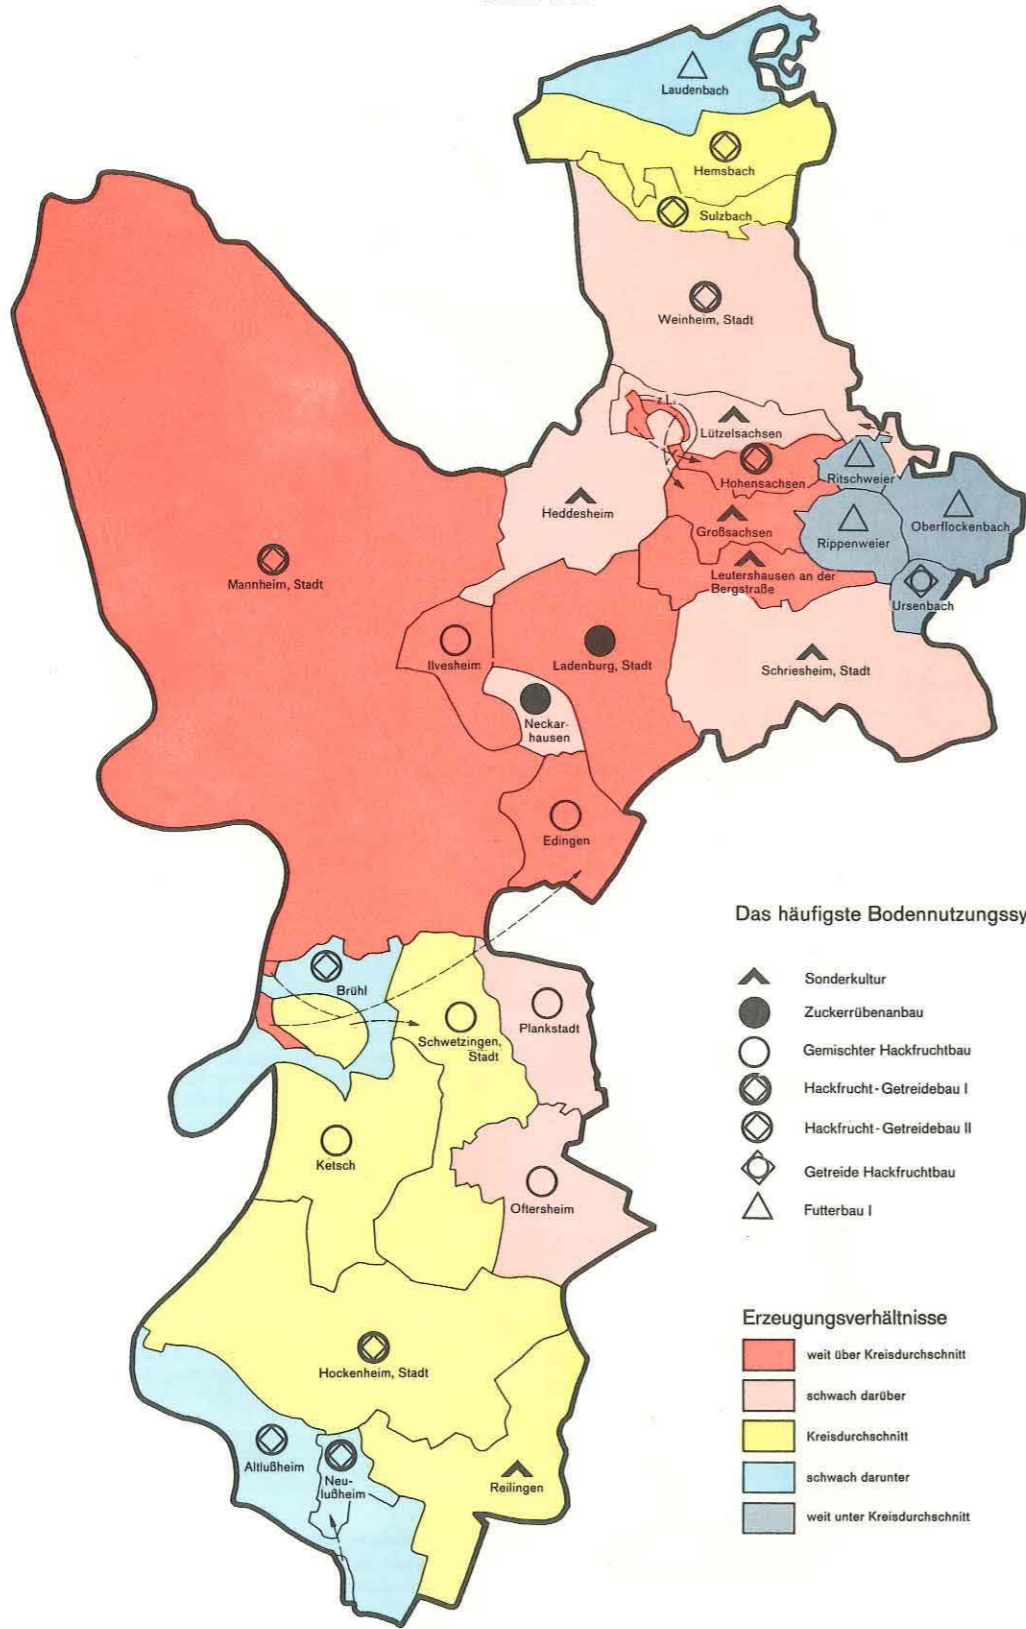 Laudenbach
Hemsbach
Sulzbach
Weinheim, Stadt
z.L.
Lützelsachsen
Hohensachsen
Ritschweier
Heddesheim
Großsachsen
Rippenweier
Oberflockenbach
Mannheim, Stadt
Leutershausen an der
Bergstraße
Ursenbach
Ilvesheim
Ladenburg, Stadt
Schriesheim, Stadt
Neckar-
hausen
Edingen
Das häufigste Bodennutzungssy
Sonderkultur
Zuckerrübenanbau
Gemischter Hackfruchtbau
Hackfrucht-Getreidebau I
Hackfrucht-Getreidebau II
Getreide Hackfruchtbau
Futterbau I
Brühl
Schwetzingen,
Stadt
Plankstadt
Ketsch
Oftersheim
Hockenheim, Stadt
Altlußheim
Neu-
lußheim
Reilingen
Erzeugungsverhältnisse
weit über Kreisdurchschnitt
schwach darüber
Kreisdurchschnitt
schwach darunter
weit unter Kreisdurchschnitt